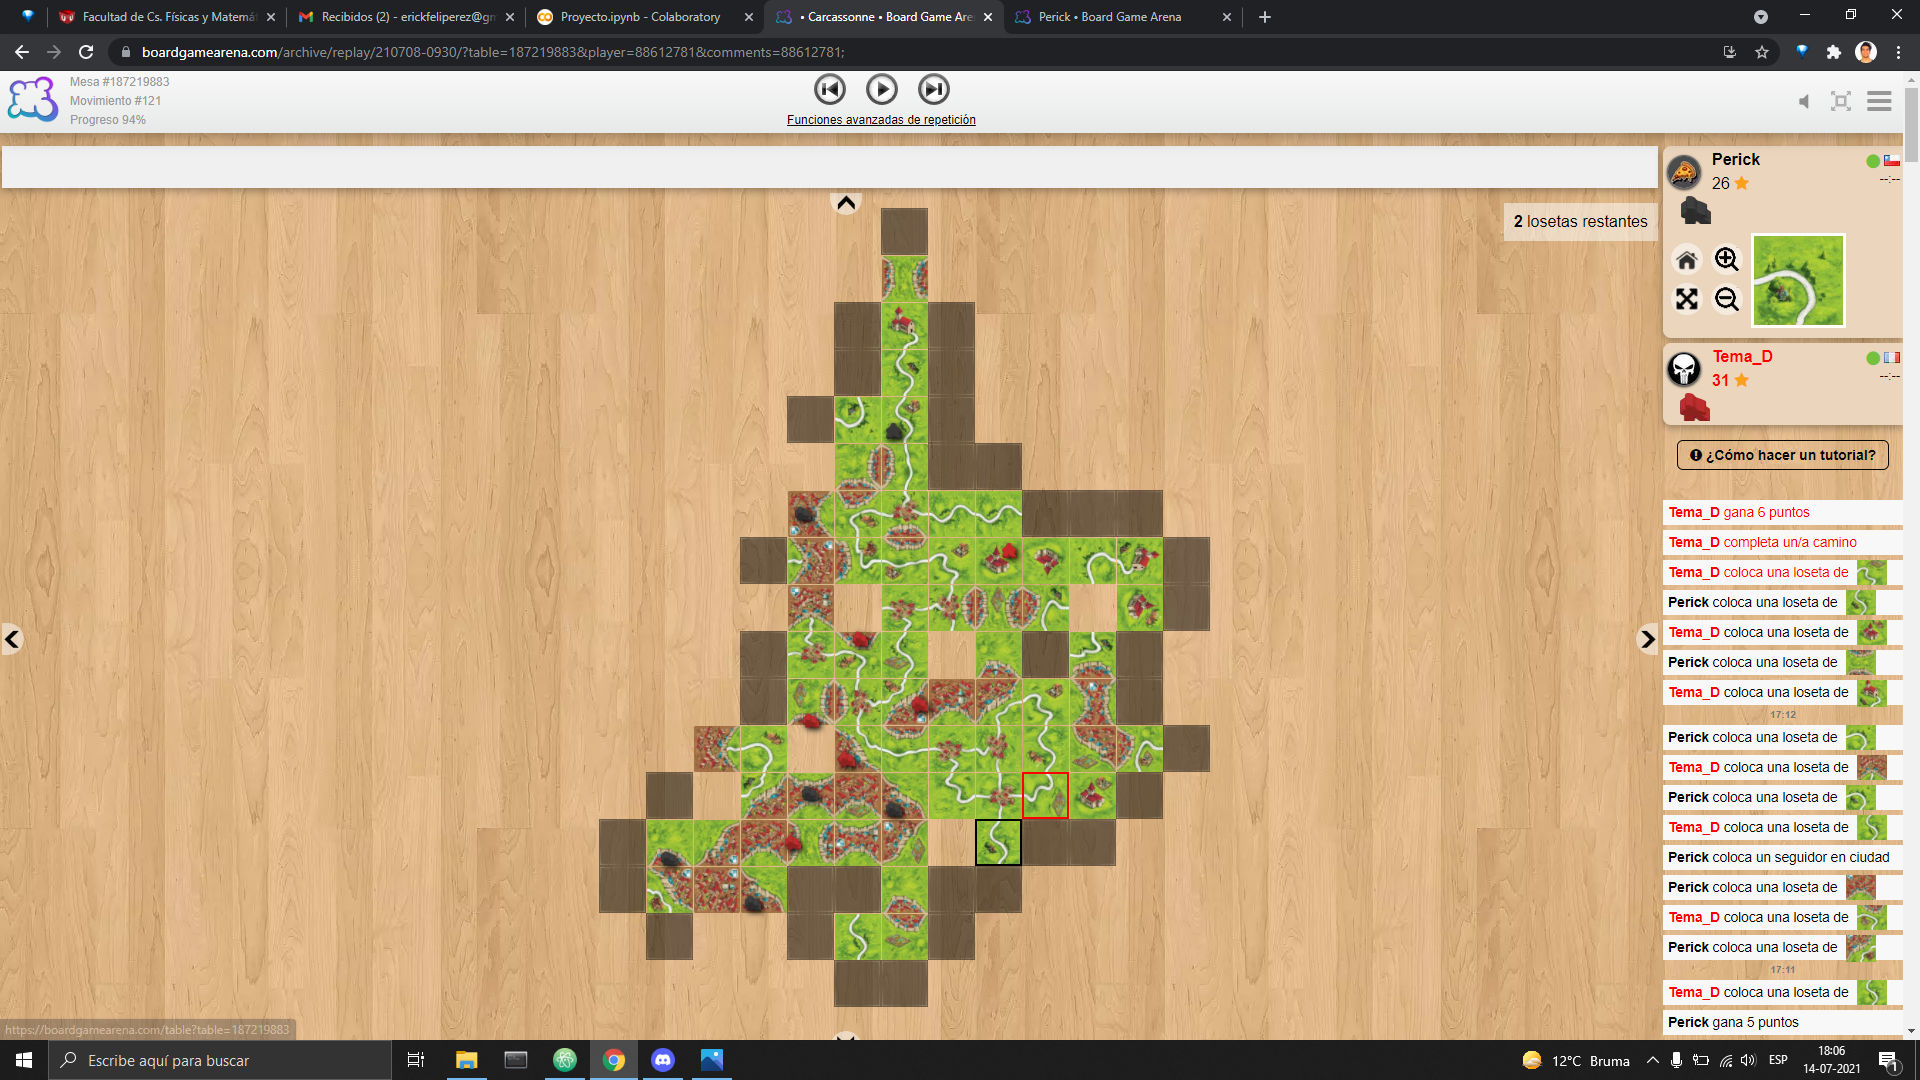 Facultad de Cs. Físicas y Matemá
Recibidos (2) - erickfeliperez@gm
Proyecto.ipynb - Colaboratory
• Carcassonne • Board Game Are
Perick • Board Game Arena
boardgamearena.com/archive/replay/210708-0930/?table=187219883&player=88612781&comments=88612781;
Mesa #187219883
Movimiento #121
Progreso 94%
Funciones avanzadas de repetición
2 losetas restantes
Perick
26
--:--
Tema_D
31
--:--
¿Cómo hacer un tutorial?
Tema_D gana 6 puntos
Tema_D completa un/a camino
Tema_D coloca una loseta de
Perick coloca una loseta de
Tema_D coloca una loseta de
Perick coloca una loseta de
Tema_D coloca una loseta de
17:12
Perick coloca una loseta de
Tema_D coloca una loseta de
Perick coloca una loseta de
Tema_D coloca una loseta de
Perick coloca un seguidor en ciudad
Perick coloca una loseta de
Tema_D coloca una loseta de
Perick coloca una loseta de
17:11
Tema_D coloca una loseta de
Perick gana 5 puntos
https://boardgamearena.com/table?table=187219883
Escribe aquí para buscar
12°C Bruma
ESP
18:06
14-07-2021
1